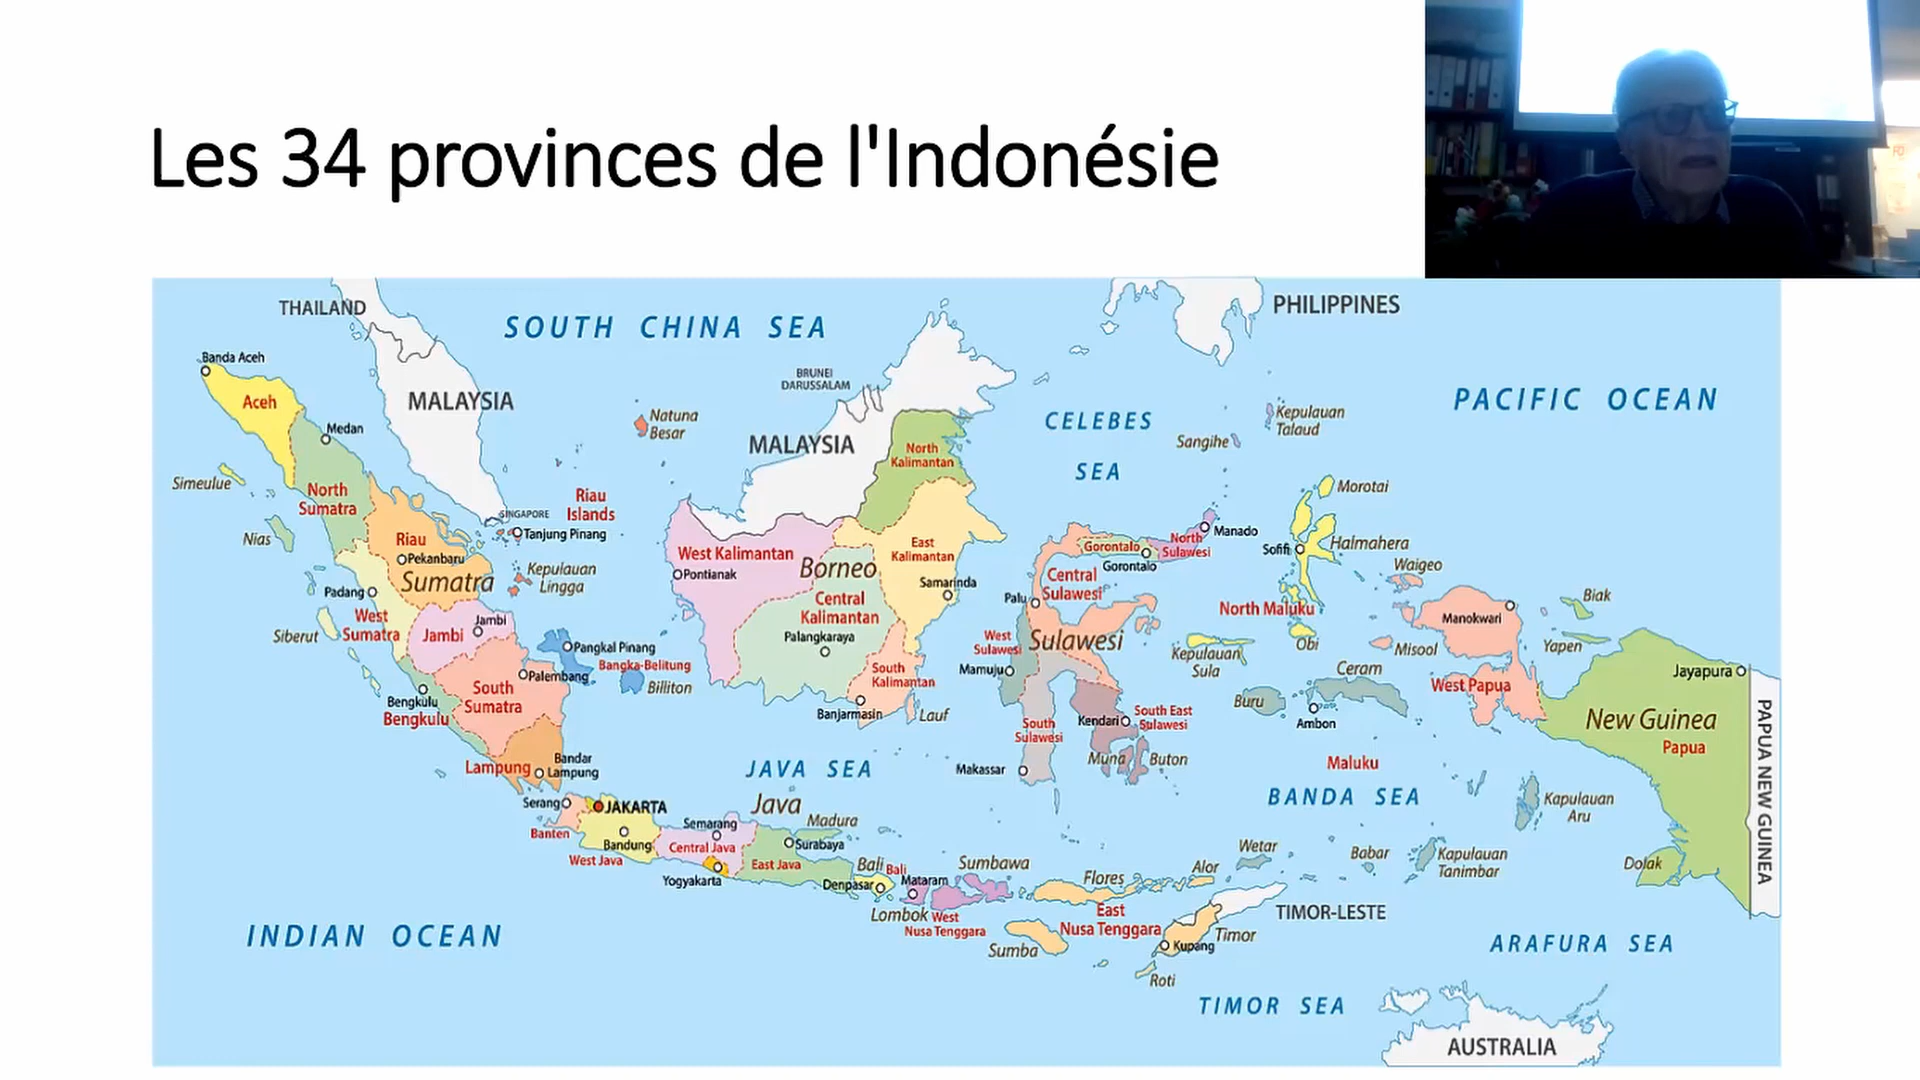 Les 34 provinces de l'Indonésie
THAILAND
SOUTH CHINA SEA
PHILIPPINES
Banda Aceh
Aceh
MALAYSIA
BRUNEI
DARUSSALAM
PACIFIC OCEAN
Medan
Natuna
Besar
MALAYSIA
North
Kalimantan
CELEBES
SEA
Kepulauan
Talaud
Sangihe
Simeulue
North
Sumatra
Riau
Islands
SINGAPORE
Tanjung Pinang
Morotai
Nias
Riau
Pekanbaru
Sumatra
Kepulauan
Lingga
West Kalimantan
Pontianak
Borneo
East
Kalimantan
Samarinda
Gorontalo
Gorontalo
North
Sulawesi
Manado
Sofifi
Halmahera
Waigeo
Padang
West
Sumatra
Siberut
Jambi
Jambi
Central
Kalimantan
Palangkaraya
Palu
Central
Sulawesi
North Maluku
Manokwari
Biak
Pangkal Pinang
Bangka-Belitung
Billiton
Palembang
South
Sumatra
South
Kalimantan
West
Sulawesi
Sulawesi
Mamuju
Kepulauan
Sula
Obi
Misool
Yapen
Ceram
Jayapura
Bengkulu
Bengkulu
Banjarmasin
Lauf
South
Sulawesi
Kendari
South East
Sulawesi
Buru
Ambon
West Papua
New Guinea
Papua
PAPUA NEW GUINEA
Lampung
Bandar
Lampung
JAVA SEA
Makassar
Muna
Buton
Maluku
BANDA SEA
Serang
JAKARTA
Banten
Bandung
West Java
Semarang
Central Java
Yogyakarta
Java
Madura
Surabaya
East Java
Kapulauan
Aru
Bali
Bali
Denpasar
Mataram
Lombok
West
Nusa Tenggara
Sumbawa
Flores
Alor
Wetar
Babar
Kapulauan
Tanimbar
Dolak
INDIAN OCEAN
East
Nusa Tenggara
Sumba
Kupang
Timor
Roti
TIMOR-LESTE
ARAFURA SEA
TIMOR SEA
AUSTRALIA